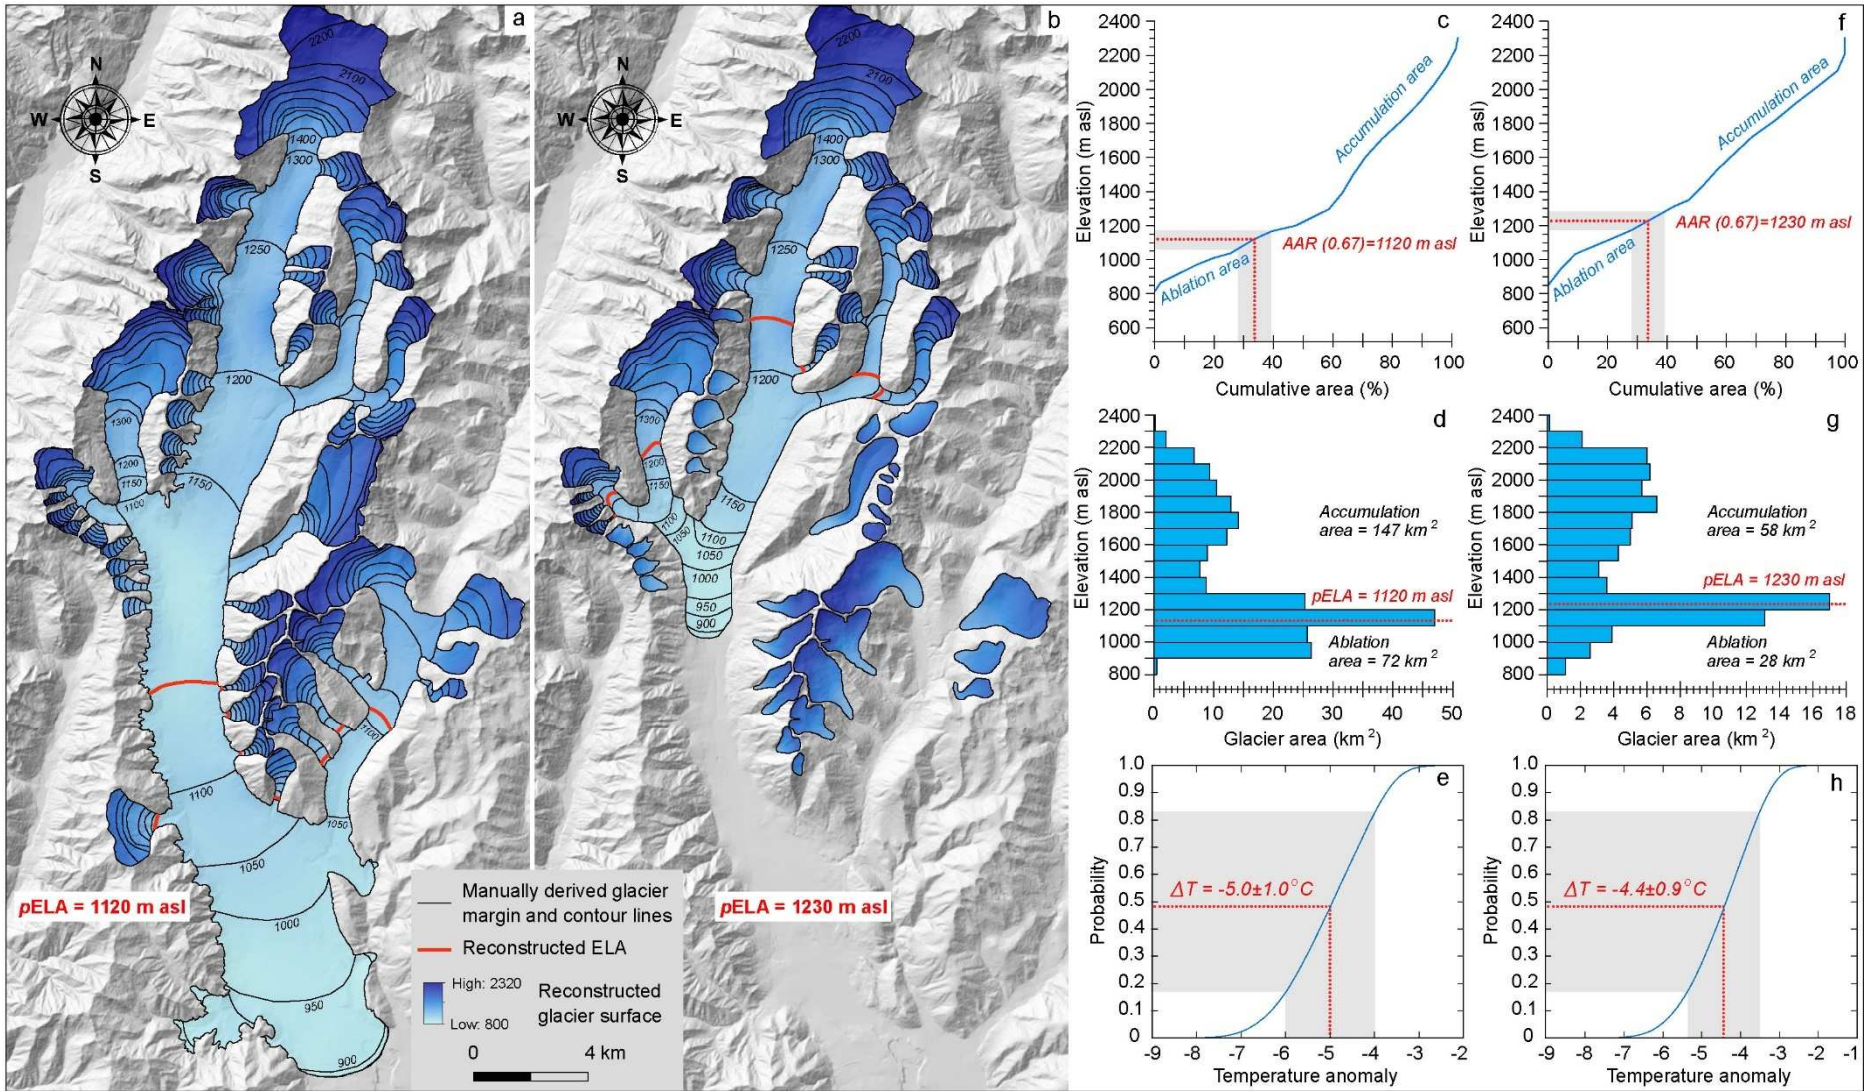 a
N
W
E
S
2200
2100
1400
1300
1250
1200
1300
1200
1150
1100
1150
1100
1100
1050
1050
1000
950
900
pELA = 1120 m asl
Manually derived glacier
margin and contour lines
Reconstructed ELA
High: 2320
Low: 800
Reconstructed
glacier surface
0
4 km
b
N
W
E
S
2200
2100
1400
1300
1250
1200
1300
1200
1150
1150
1100
1050
1100
1050
1000
950
900
pELA = 1230 m asl
c
Elevation (m asl)
2400
2200
2000
1800
1600
1400
1200
1000
800
600
Accumulation area
AAR (0.67)=1120 m asl
Ablation area
0 20 40 60 80 100
Cumulative area (%)
f
Elevation (m asl)
2400
2200
2000
1800
1600
1400
1200
1000
800
600
Accumulation area
AAR (0.67)=1230 m asl
Ablation area
0 20 40 60 80 100
Cumulative area (%)
d
Elevation (m asl)
2400
2200
2000
1800
1600
1400
1200
1000
800
Accumulation
area = 147 km²
pELA = 1120 m asl
Ablation
area = 72 km²
0 10 20 30 40 50
Glacier area (km²)
g
Elevation (m asl)
2400
2200
2000
1800
1600
1400
1200
1000
800
Accumulation
area = 58 km²
pELA = 1230 m asl
Ablation
area = 28 km²
0 2 4 6 8 10 12 14 16 18
Glacier area (km²)
e
Probability
1.0
0.9
0.8
0.7
0.6
0.5
0.4
0.3
0.2
0.1
0
ΔT = -5.0±1.0°C
-9 -8 -7 -6 -5 -4 -3 -2
Temperature anomaly
h
Probability
1.0
0.9
0.8
0.7
0.6
0.5
0.4
0.3
0.2
0.1
0
ΔT = -4.4±0.9°C
-9 -8 -7 -6 -5 -4 -3 -2 -1
Temperature anomaly